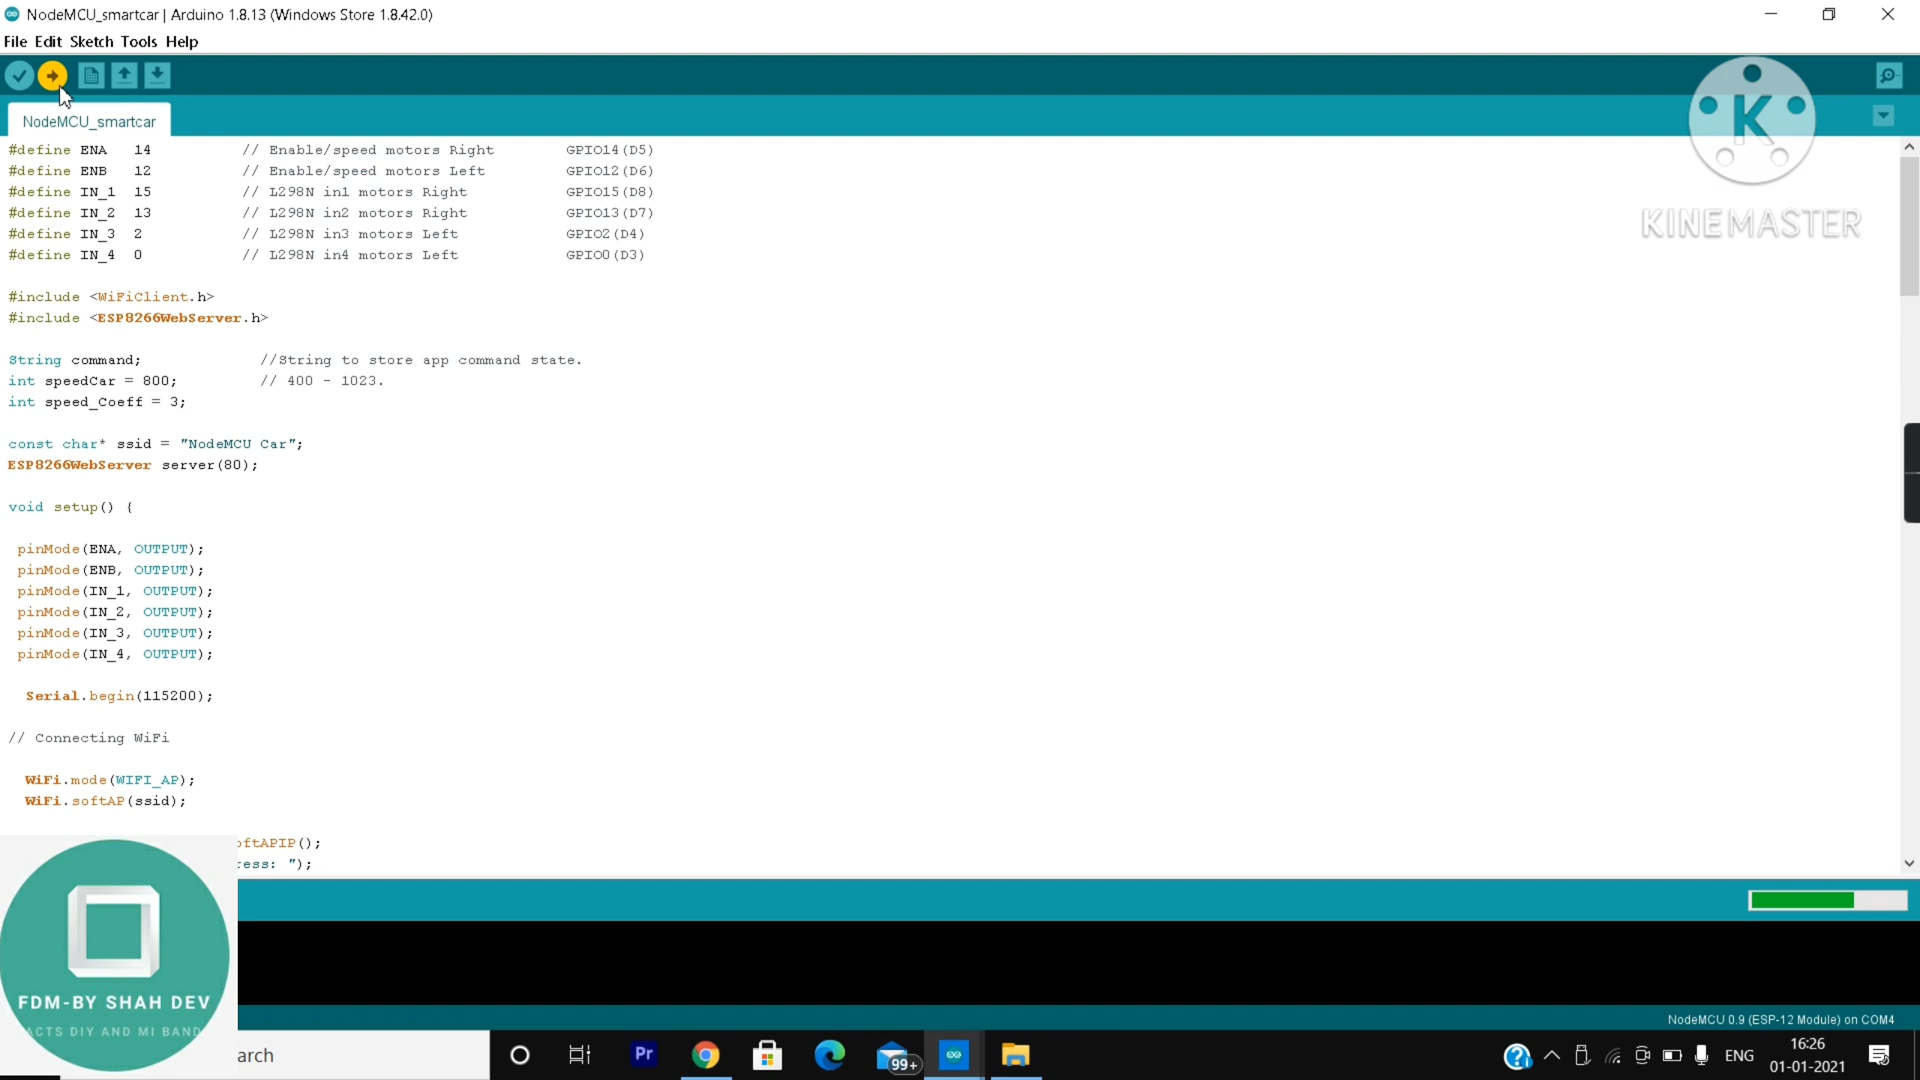 NodeMCU_smartcar | Arduino 1.8.13 (Windows Store 1.8.42.0)
File Edit Sketch Tools Help
NodeMCU_smartcar
K
KINEMASTER
#define ENA 14 // Enable/speed motors Right GPIO14(D5)
#define ENB 12 // Enable/speed motors Left GPIO12(D6)
#define IN_1 15 // L298N in1 motors Right GPIO15(D8)
#define IN_2 13 // L298N in2 motors Right GPIO13(D7)
#define IN_3 2 // L298N in3 motors Left GPIO2(D4)
#define IN_4 0 // L298N in4 motors Left GPIO0(D3)
#include <WiFiClient.h>
#include <ESP8266WebServer.h>
String command; //String to store app command state.
int speedCar = 800; // 400 - 1023.
int speed_Coeff = 3;
const char* ssid = "NodeMCU Car";
ESP8266WebServer server(80);
void setup() {
pinMode(ENA, OUTPUT);
pinMode(ENB, OUTPUT);
pinMode(IN_1, OUTPUT);
pinMode(IN_2, OUTPUT);
pinMode(IN_3, OUTPUT);
pinMode(IN_4, OUTPUT);
Serial.begin(115200);
// Connecting WiFi
WiFi.mode(WIFI_AP);
WiFi.softAP(ssid);
oftAPIP();
ress: ");
FDM-BY SHAH DEV
ACTS DIY AND MI BAND
NodeMCU 0.9 (ESP-12 Module) on COM4
arch
Pr
99+
ENG
16:26
01-01-2021